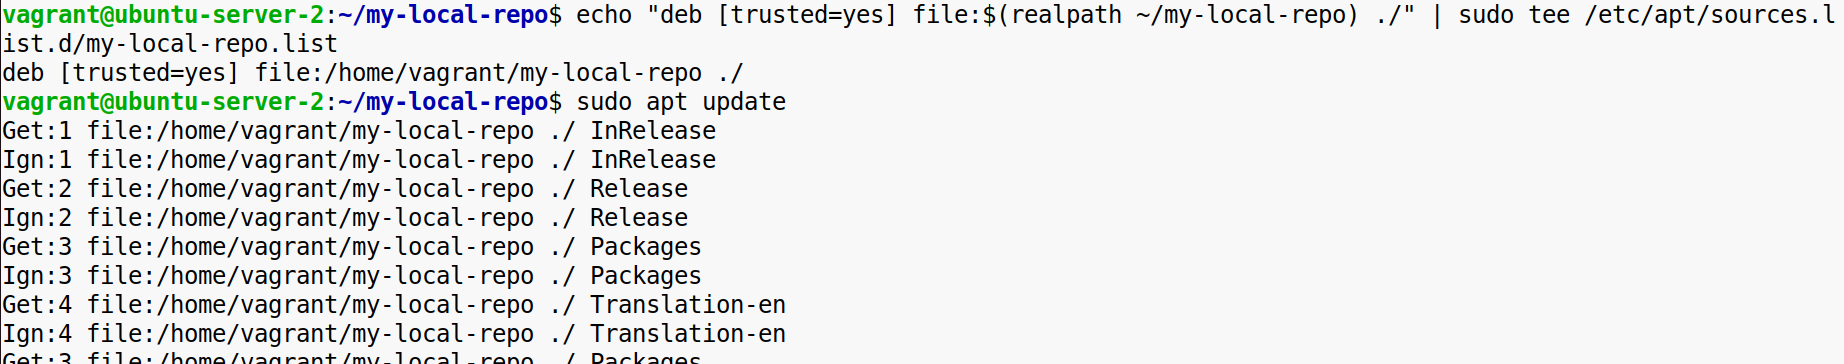 vagrant@ubuntu-server-2:~/my-local-repo$ echo "deb [trusted=yes] file:$(realpath ~/my-local-repo) ./" | sudo tee /etc/apt/sources.l
ist.d/my-local-repo.list
deb [trusted=yes] file:/home/vagrant/my-local-repo ./
vagrant@ubuntu-server-2:~/my-local-repo$ sudo apt update
Get:1 file:/home/vagrant/my-local-repo ./ InRelease
Ign:1 file:/home/vagrant/my-local-repo ./ InRelease
Get:2 file:/home/vagrant/my-local-repo ./ Release
Ign:2 file:/home/vagrant/my-local-repo ./ Release
Get:3 file:/home/vagrant/my-local-repo ./ Packages
Ign:3 file:/home/vagrant/my-local-repo ./ Packages
Get:4 file:/home/vagrant/my-local-repo ./ Translation-en
Ign:4 file:/home/vagrant/my-local-repo ./ Translation-en
Get:3 file:/home/vagrant/my-local-repo ./ Packages